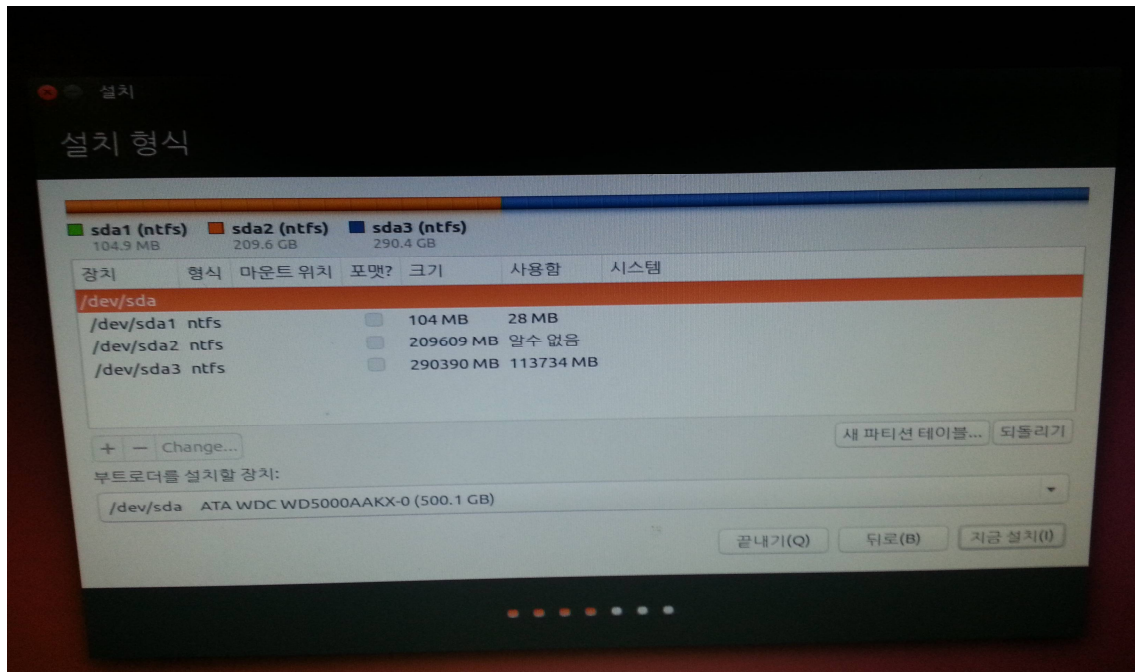 설치
설치 형식
sda1 (ntfs) sda2 (ntfs) sda3 (ntfs)
104.9 MB 209.6 GB 290.4 GB
장치 형식 마운트 위치 포맷? 크기 사용함 시스템
/dev/sda
/dev/sda1 ntfs 104 MB 28 MB
/dev/sda2 ntfs 209609 MB 알수 없음
/dev/sda3 ntfs 290390 MB 113734 MB
+ - Change... 새 파티션 테이블... 되돌리기
부트로더를 설치할 장치:
/dev/sda ATA WDC WD5000AAKX-0 (500.1 GB)
끝내기(Q) 뒤로(B) 지금 설치(I)